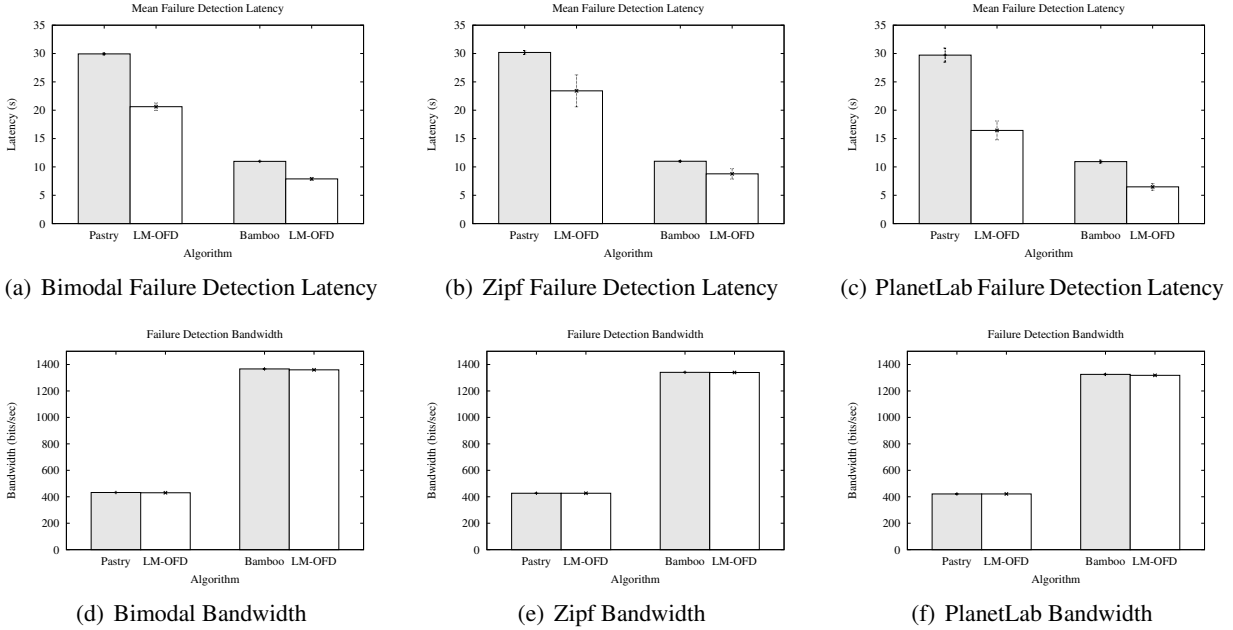 Mean Failure Detection Latency
35
30
25
20
15
10
5
0
Latency (s)
Pastry LM-OFD Bamboo LM-OFD
Algorithm
(a) Bimodal Failure Detection Latency
Mean Failure Detection Latency
35
30
25
20
15
10
5
0
Latency (s)
Pastry LM-OFD Bamboo LM-OFD
Algorithm
(b) Zipf Failure Detection Latency
Mean Failure Detection Latency
35
30
25
20
15
10
5
0
Latency (s)
Pastry LM-OFD Bamboo LM-OFD
Algorithm
(c) PlanetLab Failure Detection Latency
Failure Detection Bandwidth
1400
1200
1000
800
600
400
200
0
Bandwidth (bits/sec)
Pastry LM-OFD Bamboo LM-OFD
Algorithm
(d) Bimodal Bandwidth
Failure Detection Bandwidth
1400
1200
1000
800
600
400
200
0
Bandwidth (bits/sec)
Pastry LM-OFD Bamboo LM-OFD
Algorithm
(e) Zipf Bandwidth
Failure Detection Bandwidth
1400
1200
1000
800
600
400
200
0
Bandwidth (bits/sec)
Pastry LM-OFD Bamboo LM-OFD
Algorithm
(f) PlanetLab Bandwidth